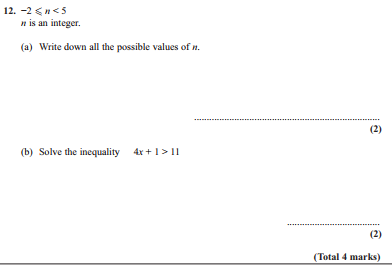 12. −2 ⩽ n < 5
n is an integer.
(a) Write down all the possible values of n.
(2)
(b) Solve the inequality 4x + 1 > 11
(2)
(Total 4 marks)